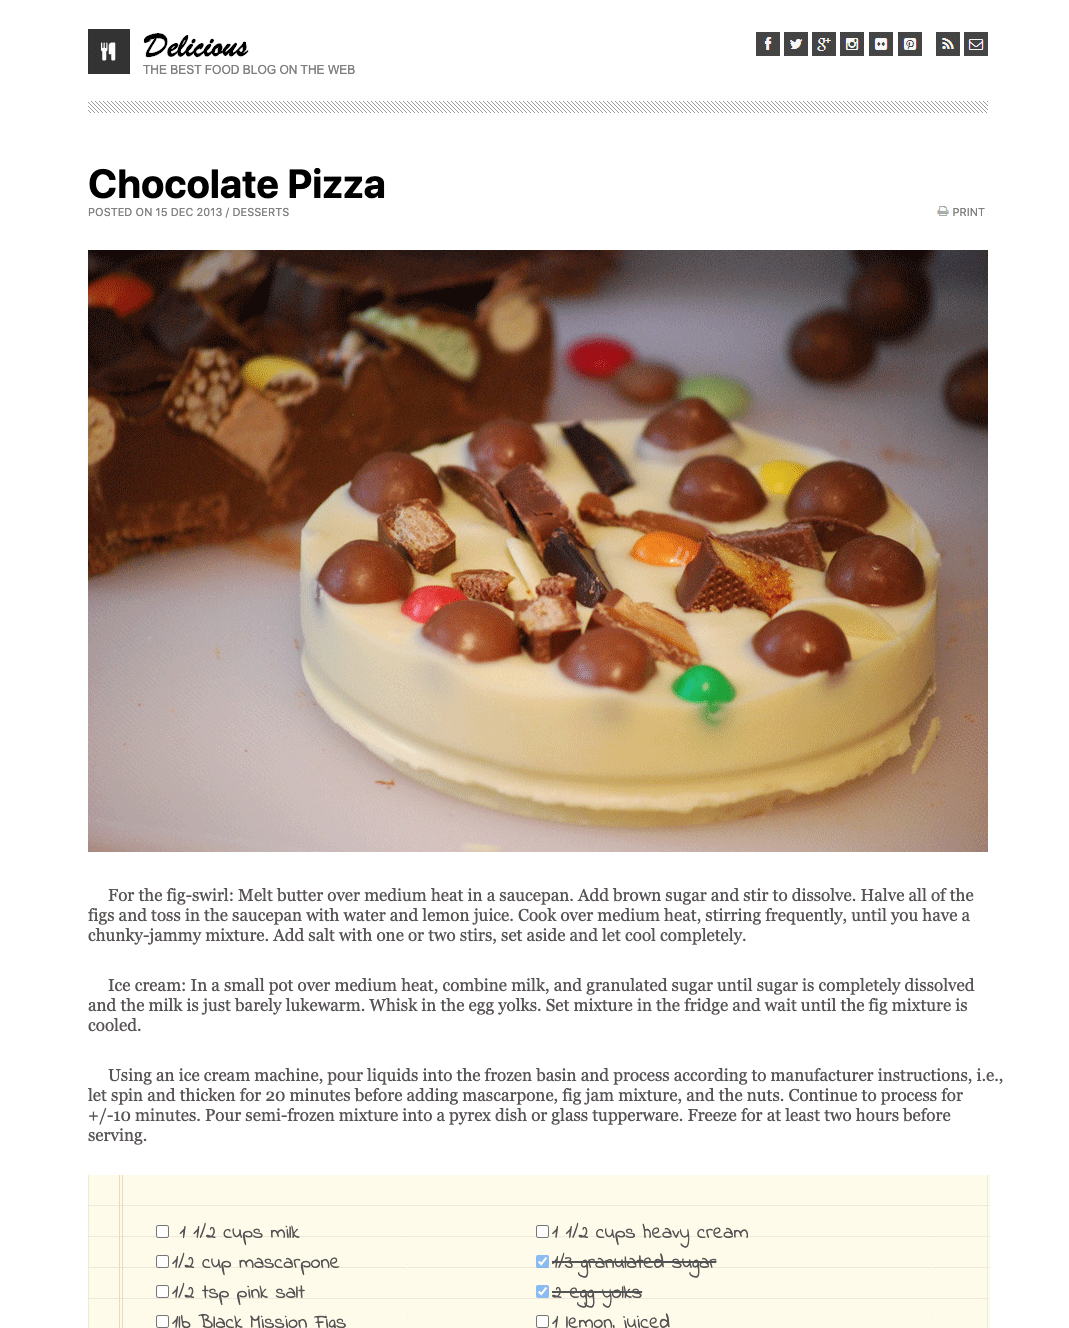 Delicious
THE BEST FOOD BLOG ON THE WEB
Chocolate Pizza
POSTED ON 15 DEC 2013 / DESSERTS
PRINT
For the fig-swirl: Melt butter over medium heat in a saucepan. Add brown sugar and stir to dissolve. Halve all of the
figs and toss in the saucepan with water and lemon juice. Cook over medium heat, stirring frequently, until you have a
chunky-jammy mixture. Add salt with one or two stirs, set aside and let cool completely.
Ice cream: In a small pot over medium heat, combine milk, and granulated sugar until sugar is completely dissolved
and the milk is just barely lukewarm. Whisk in the egg yolks. Set mixture in the fridge and wait until the fig mixture is
cooled.
Using an ice cream machine, pour liquids into the frozen basin and process according to manufacturer instructions, i.e.,
let spin and thicken for 20 minutes before adding mascarpone, fig jam mixture, and the nuts. Continue to process for
+/-10 minutes. Pour semi-frozen mixture into a pyrex dish or glass tupperware. Freeze for at least two hours before
serving.
1 1/2 cups milk
1 1/2 cups heavy cream
1/2 cup mascarpone
1/3 granulated sugar
1/2 tsp pink salt
2 egg yolks
1lb Black Mission Figs
1 lemon, juiced